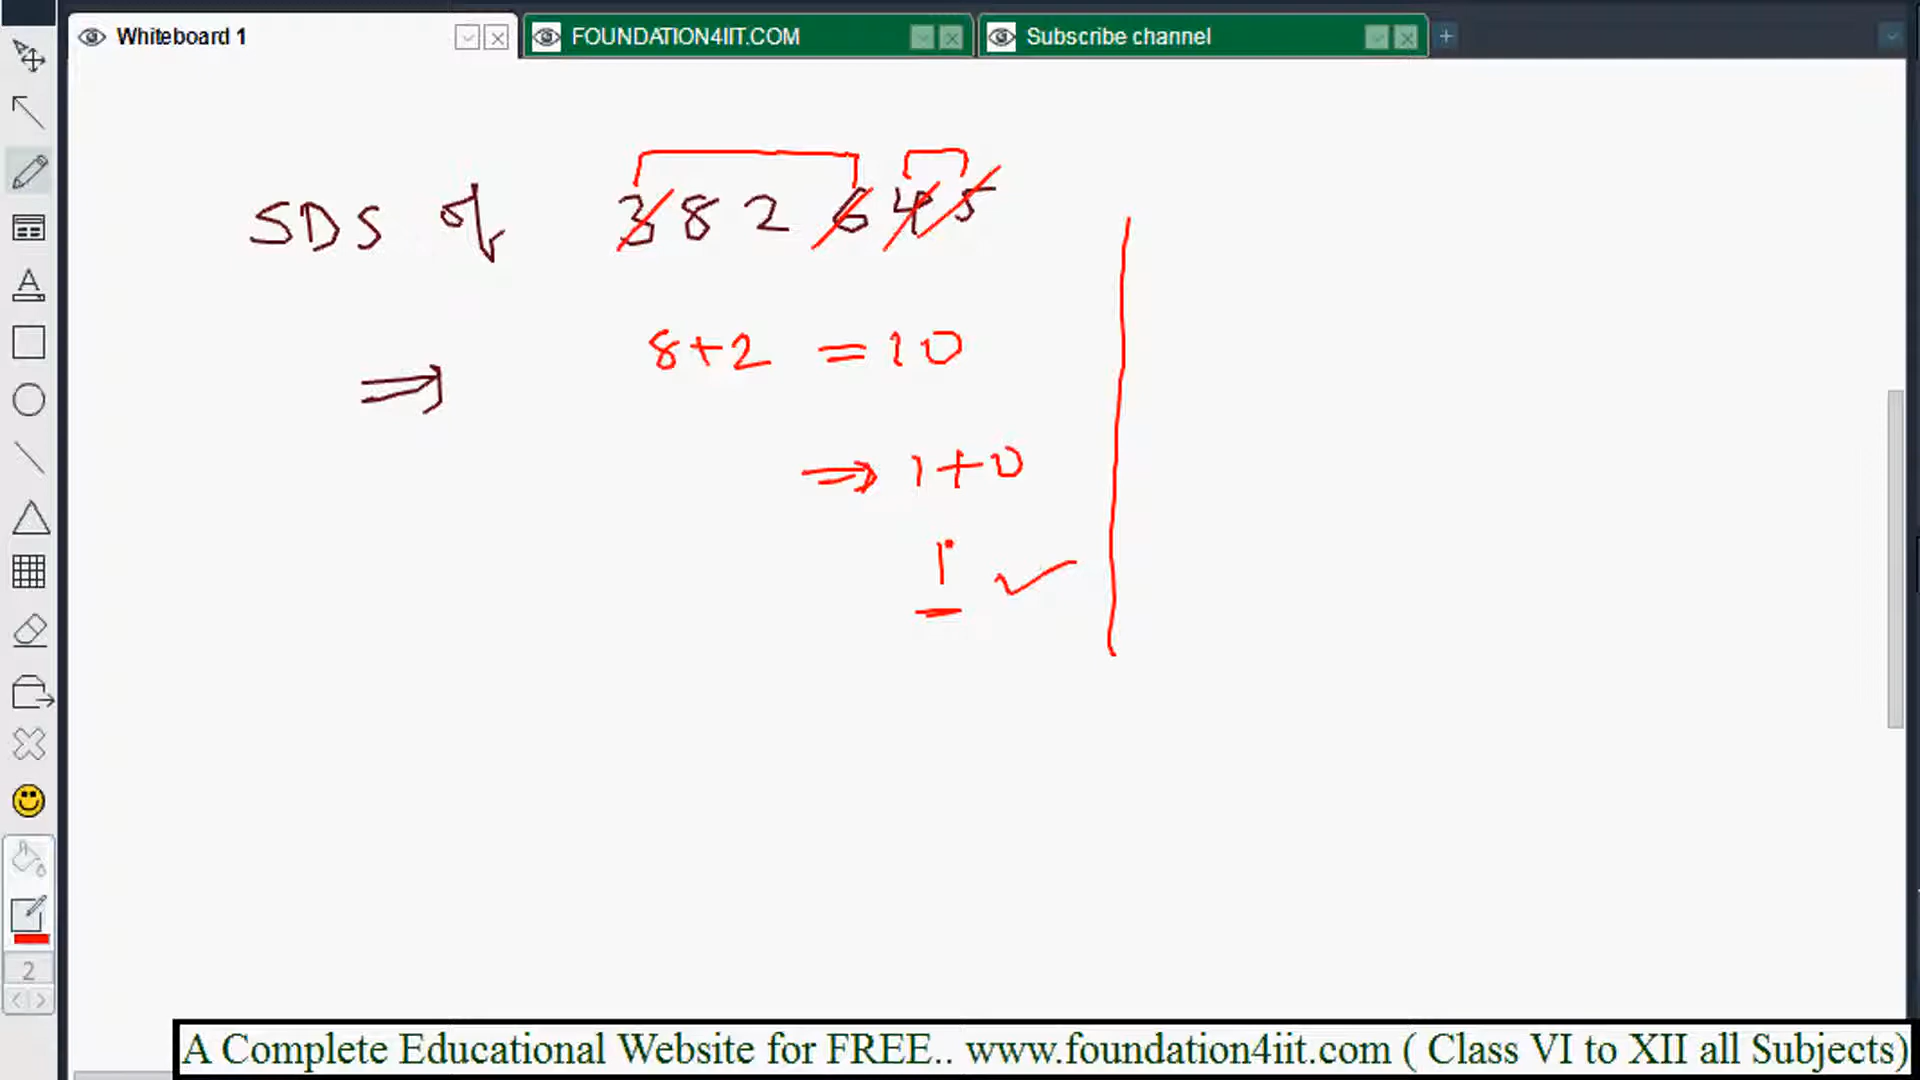 Whiteboard 1 FOUNDATION4IIT.COM Subscribe channel
SDS of 382645
8+2 = 10
⇒
⇒ 1+0
1 ✓
2
A Complete Educational Website for FREE.. www.foundation4iit.com ( Class VI to XII all Subjects)